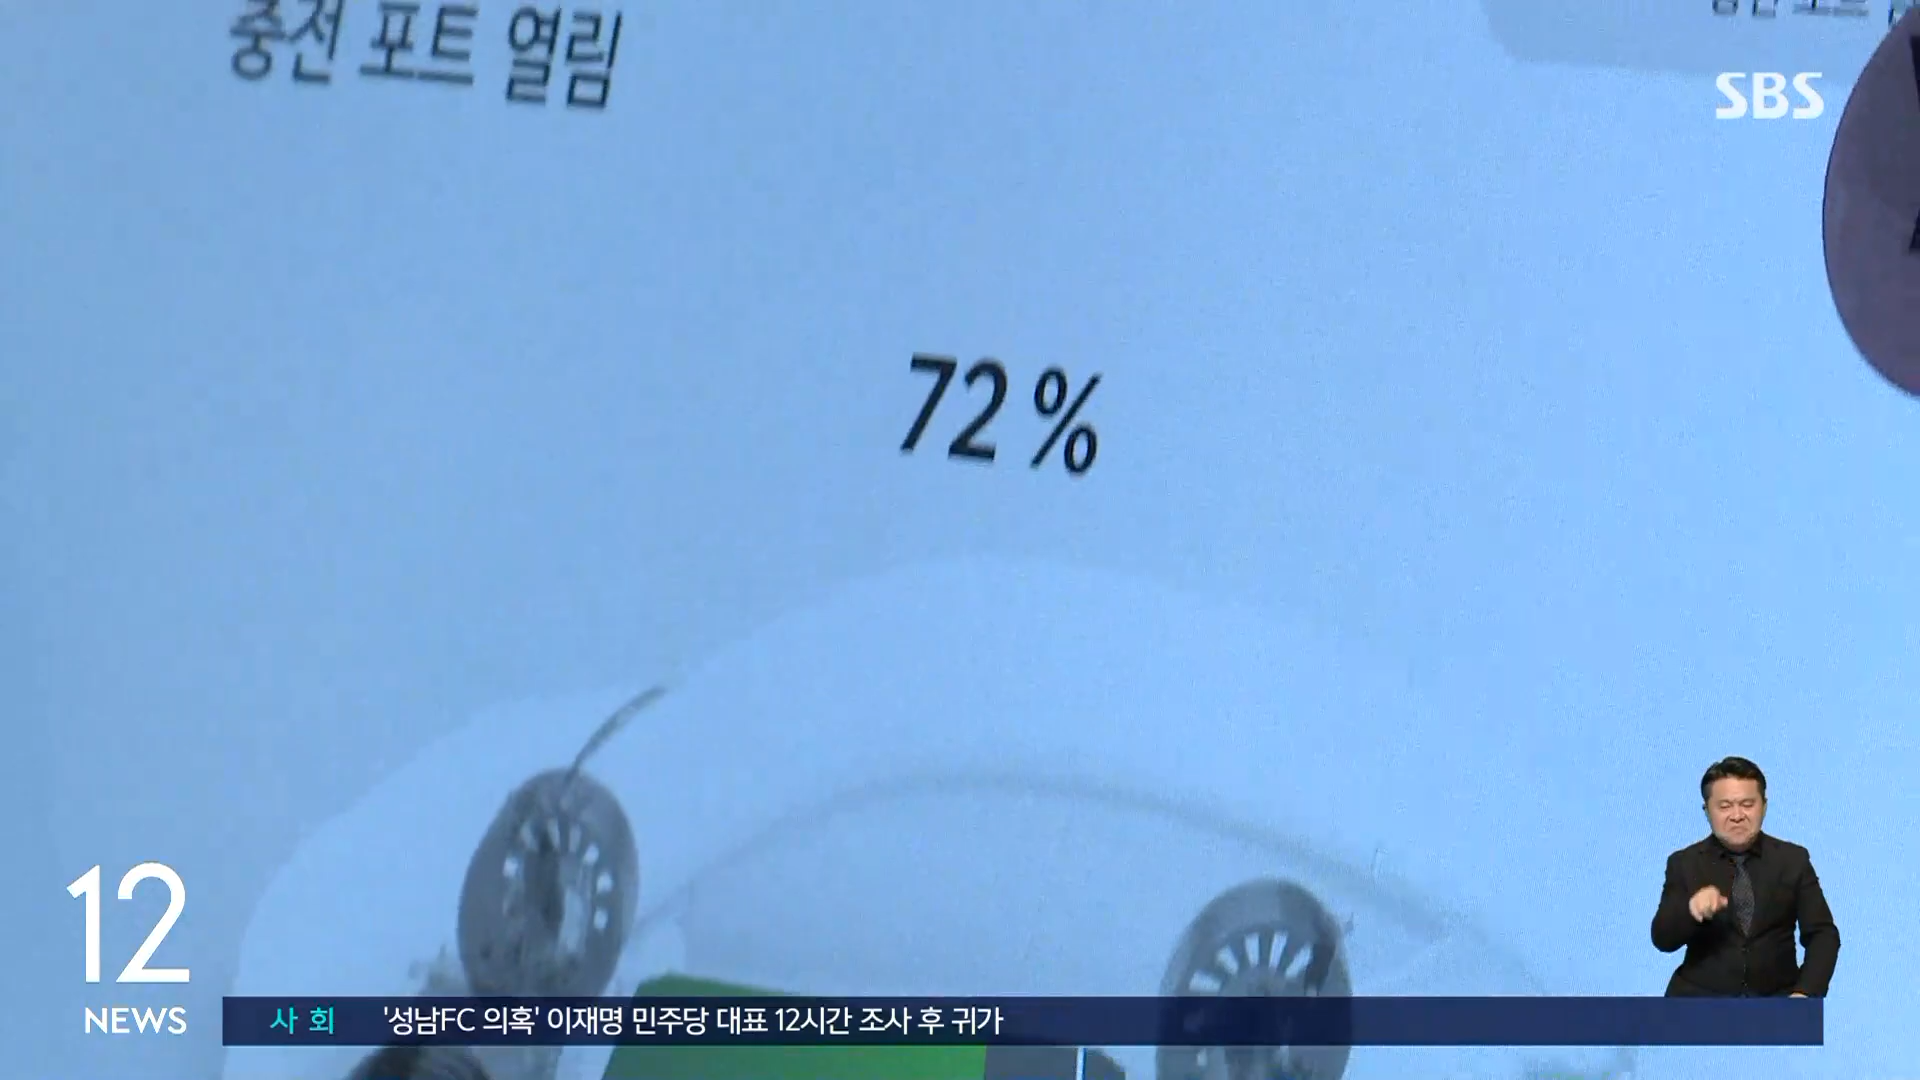 충전 포트 열림
SBS
72 %
12
NEWS
사 회 '성남FC 의혹' 이재명 민주당 대표 12시간 조사 후 귀가